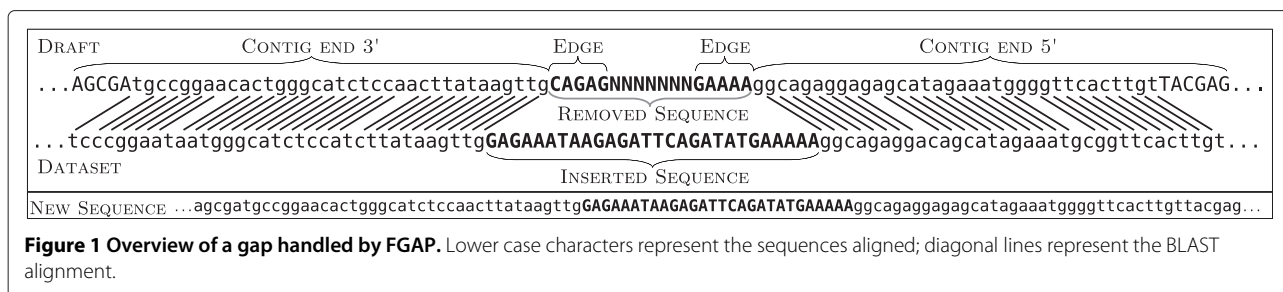 DRAFT CONTIG END 3' EDGE EDGE CONTIG END 5'
...AGCGAtgccggaacactgggcatctccaacttataagttgCAGAGNNNNNNNGAAAAggcagaggagagcatagaaatggggttcacttgtTACGAG...
REMOVED SEQUENCE
...tcccggaataatgggcatctccatcttataagttgGAGAAATAAGAGATTCAGATATGAAAAAggcagaggacagcatagaaatgcggttcacttgt...
DATASET
INSERTED SEQUENCE
NEW SEQUENCE ...agcgatgccggaacactgggcatctccaacttataagttgGAGAAATAAGAGATTCAGATATGAAAAAggcagaggagagcatagaaatggggttcacttgttacgag...
Figure 1 Overview of a gap handled by FGAP. Lower case characters represent the sequences aligned; diagonal lines represent the BLAST
alignment.